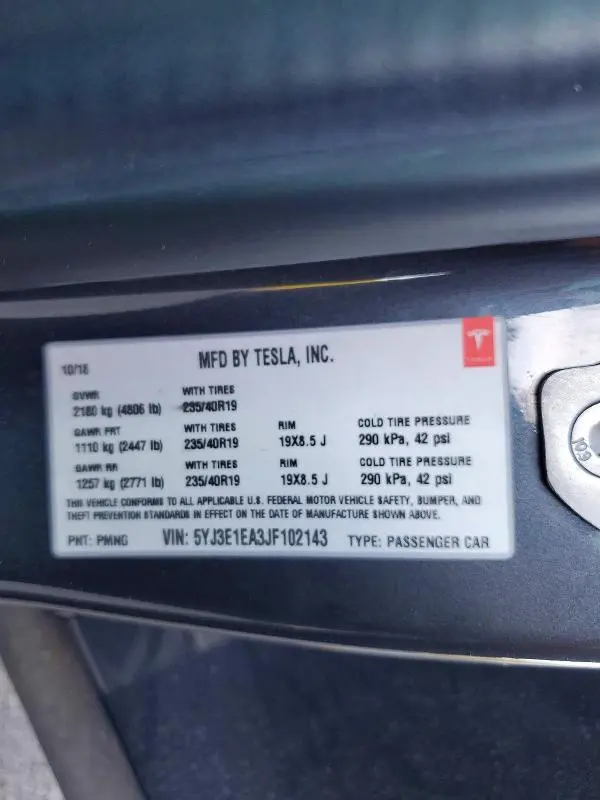 10/18 MFD BY TESLA, INC.
GVWR WITH TIRES
2180 kg (4806 lb) 235/40R19
GAWR FRT WITH TIRES RIM COLD TIRE PRESSURE
1110 kg (2447 lb) 235/40R19 19X8.5 J 290 kPa, 42 psi
GAWR RR WITH TIRES RIM COLD TIRE PRESSURE
1257 kg (2771 lb) 235/40R19 19X8.5 J 290 kPa, 42 psi
THIS VEHICLE CONFORMS TO ALL APPLICABLE U.S. FEDERAL MOTOR VEHICLE SAFETY, BUMPER, AND
THEFT PREVENTION STANDARDS IN EFFECT ON THE DATE OF MANUFACTURE SHOWN ABOVE.
PNT: PMNG VIN: 5YJ3E1EA3JF102143 TYPE: PASSENGER CAR